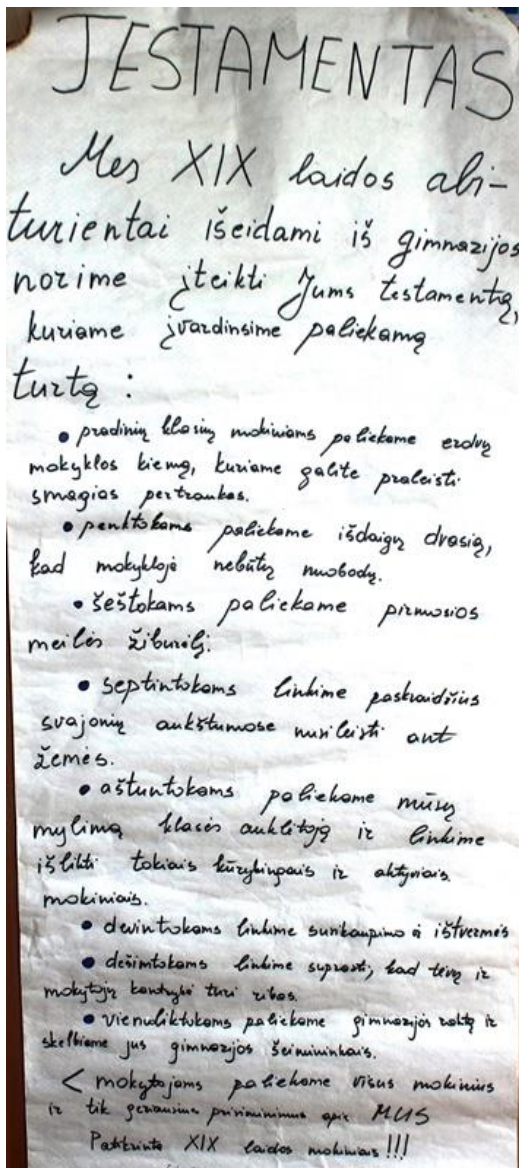 TESTAMENTAS
Mes XIX laidos abi-
turientai išeidami iš gimnazijos
norime įteikti Jums testamentą,
kuriame įvardinsime paliekamą
turtą :
• pradinių klasių mokiniams paliekame erdvų
mokyklos kiemą, kuriame galite praleisti
smagias pertraukas.
• penktokams paliekame išdaigų dvasią,
kad mokykloje nebūtų nuobodu.
• šeštokams paliekame pirmosios
meilės žiburėlį.
• septintokams linkime paskraidžius
svajonių aukštumose nusileisti ant
žemės.
• aštuntokams paliekame mūsų
mylimą klasės auklėtoją ir linkime
išlikti tokiais kūrybingais ir aktyviais
mokiniais.
• devintokams linkime susikaupimo ir ištvermės
• dešimtokams linkime suprasti, kad tėvų ir
mokytojų kantrybė turi ribas.
• vienuoliktokams paliekame gimnazijos raktą ir
skelbiame jus gimnazijos šeimininkais.
< mokytojams paliekame visus mokinius
ir tik geriausius prisiminimus apie MUS
XIX laidos mokiniais !!!